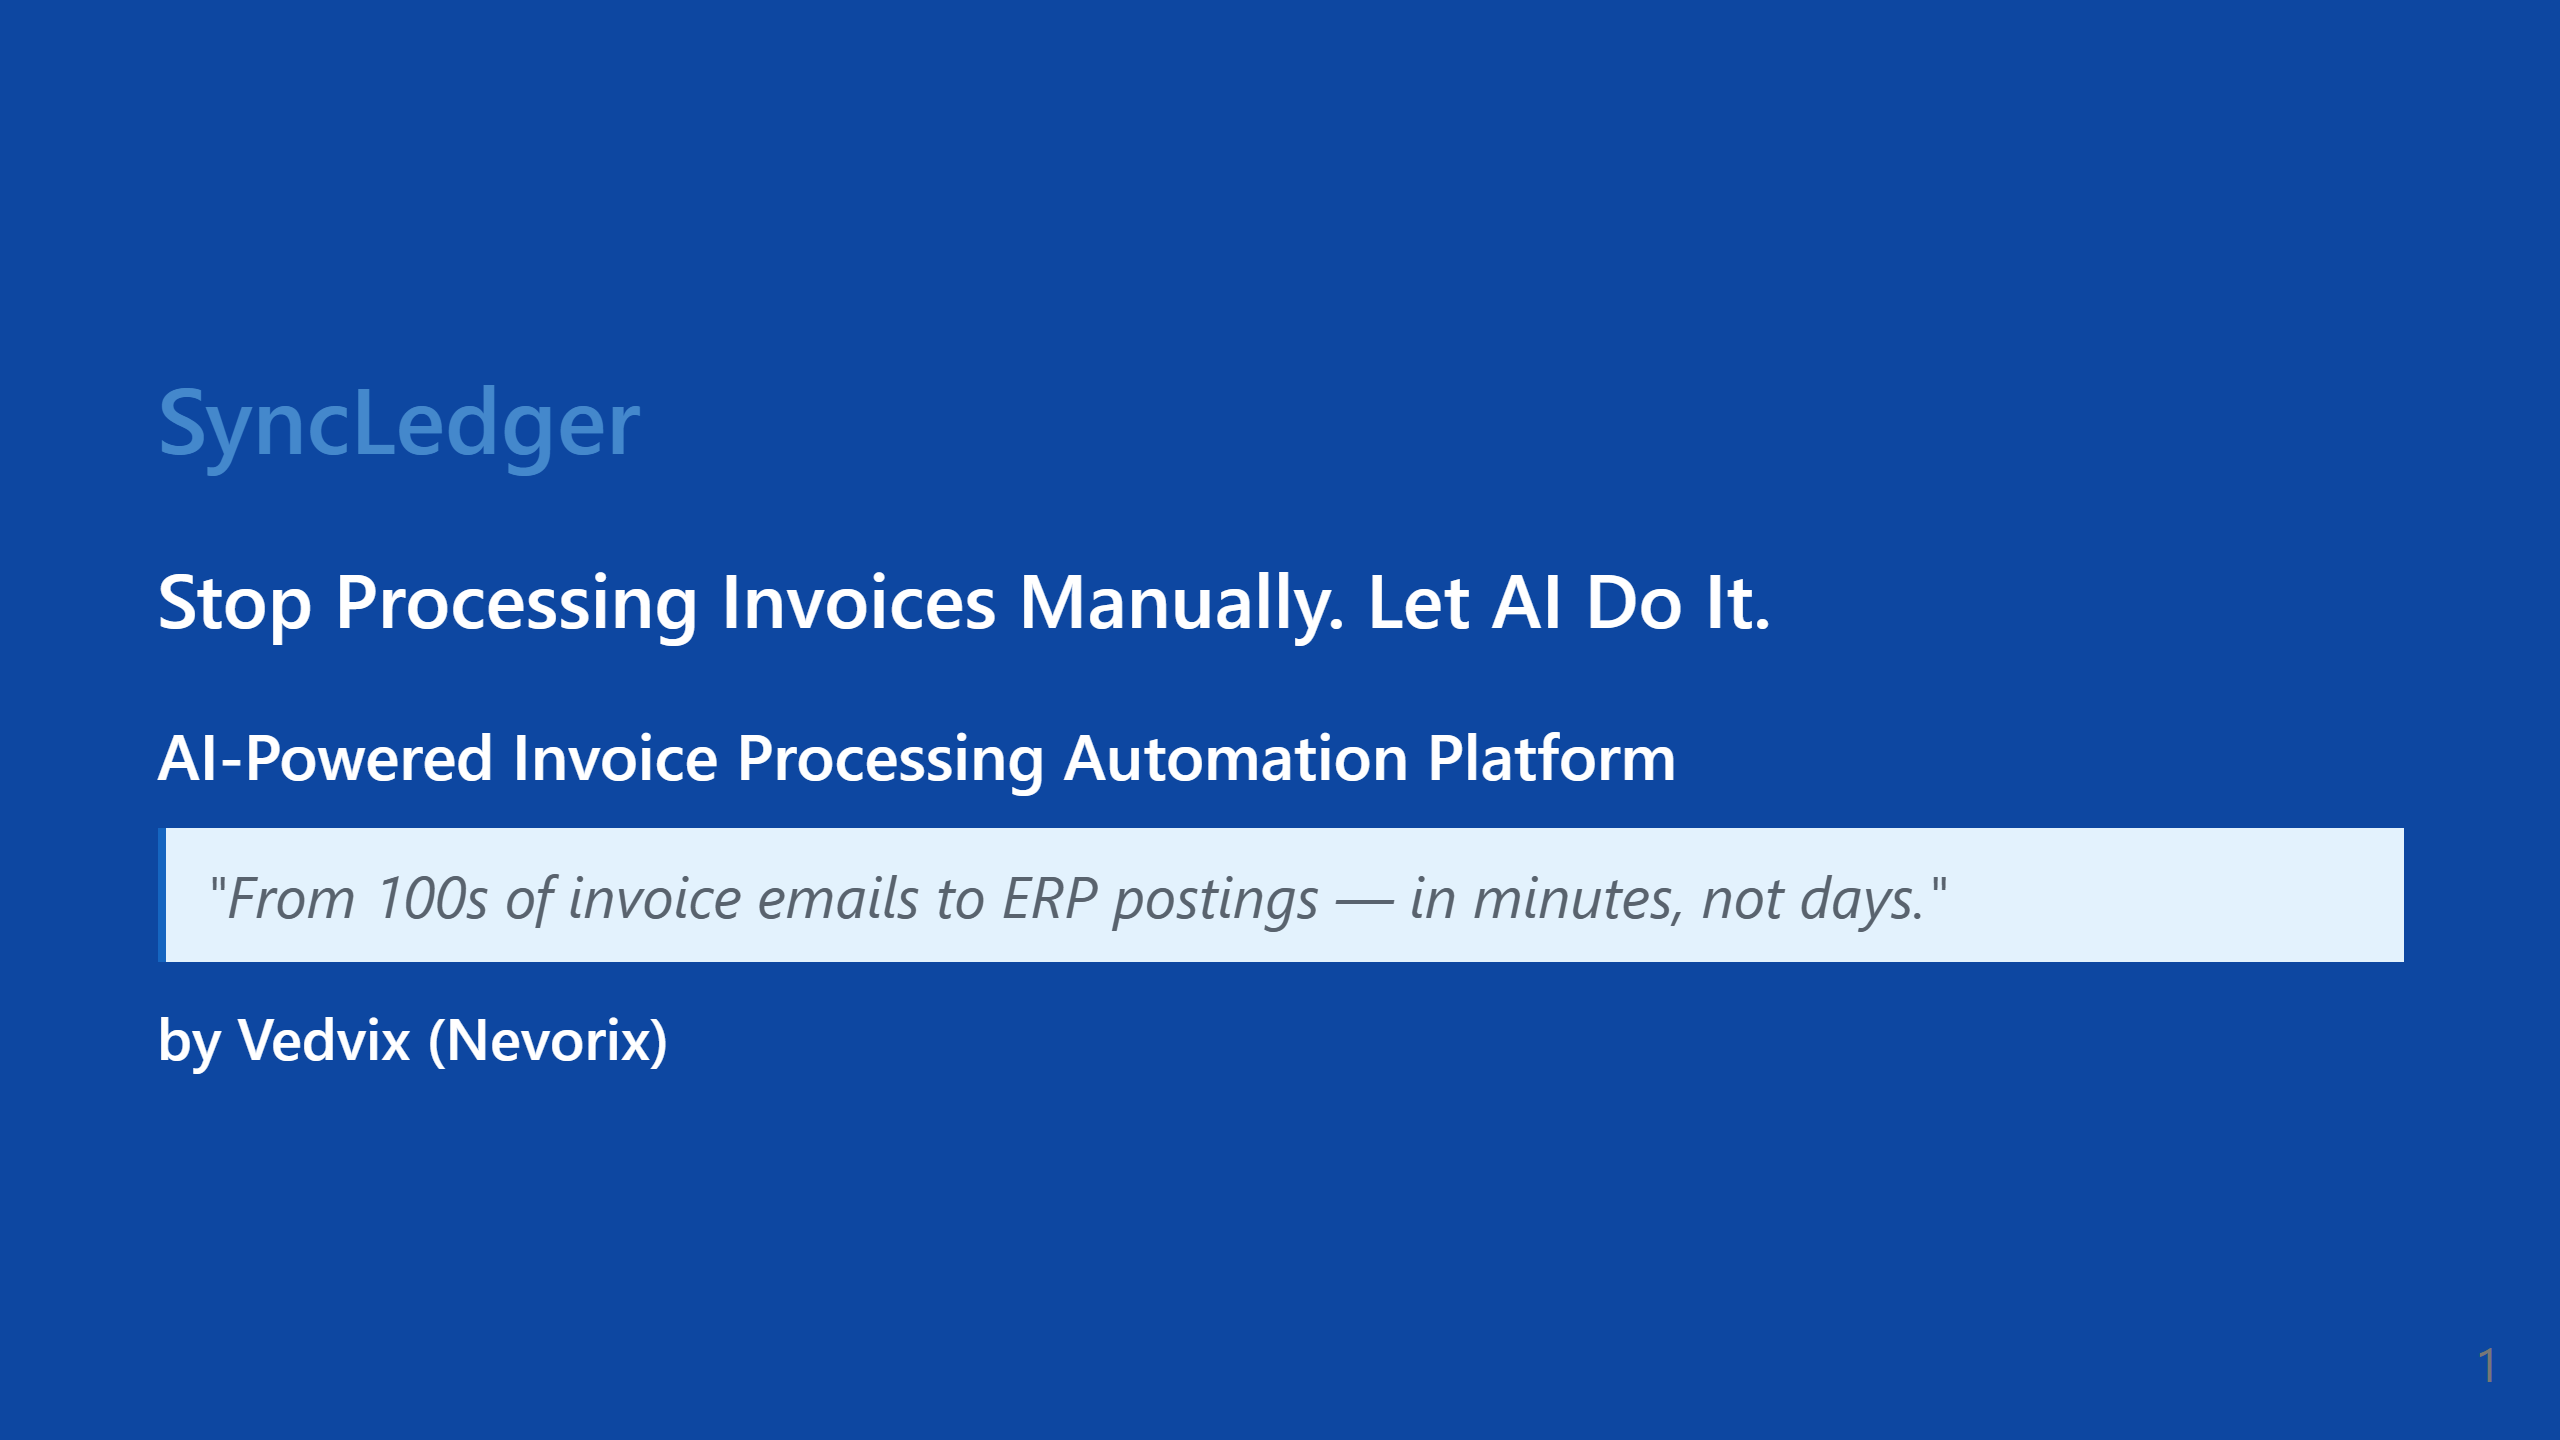 SyncLedger
Stop Processing Invoices Manually. Let AI Do It.
AI-Powered Invoice Processing Automation Platform
"From 100s of invoice emails to ERP postings — in minutes, not days."
by Vedvix (Nevorix)
1